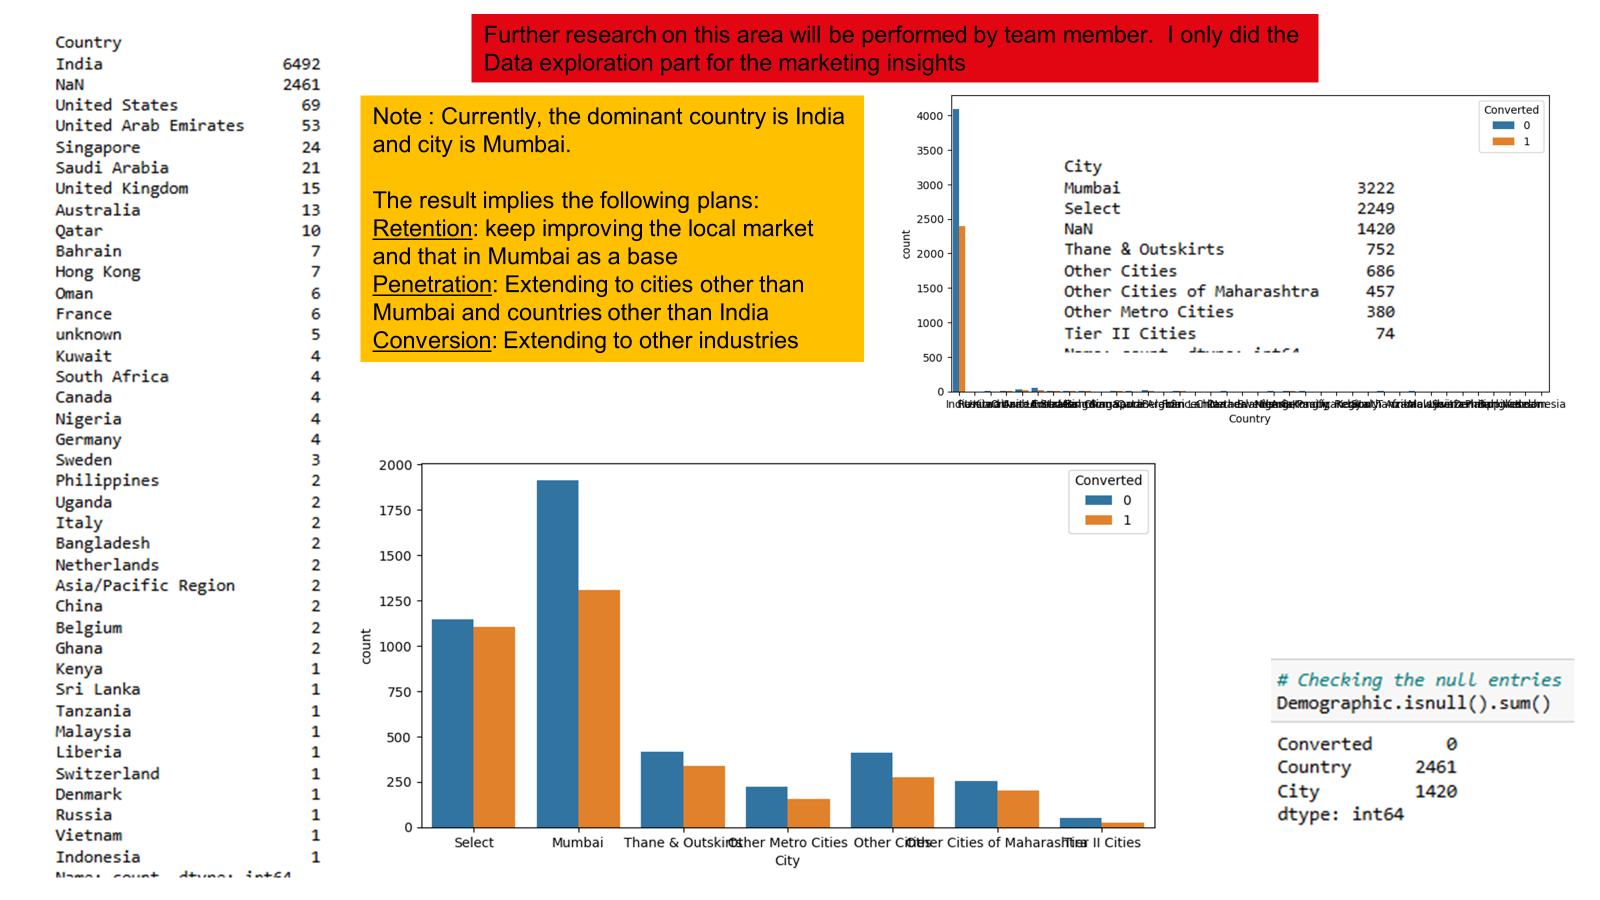 Further research on this area will be performed by team member.  I only did the
Data exploration part for the marketing insights
Country
India 6492
NaN 2461
United States 69
United Arab Emirates 53
Singapore 24
Saudi Arabia 21
United Kingdom 15
Australia 13
Qatar 10
Bahrain 7
Hong Kong 7
Oman 6
France 6
unknown 5
Kuwait 4
South Africa 4
Canada 4
Nigeria 4
Germany 4
Sweden 3
Philippines 2
Uganda 2
Italy 2
Bangladesh 2
Netherlands 2
Asia/Pacific Region 2
China 2
Belgium 2
Ghana 2
Kenya 1
Sri Lanka 1
Tanzania 1
Malaysia 1
Liberia 1
Switzerland 1
Denmark 1
Russia 1
Vietnam 1
Indonesia 1
Name: count, dtype: int64
Note : Currently, the dominant country is India
and city is Mumbai.
The result implies the following plans:
Retention: keep improving the local market
and that in Mumbai as a base
Penetration: Extending to cities other than
Mumbai and countries other than India
Conversion: Extending to other industries
4000
3500
3000
2500
2000
1500
1000
500
0
count
Country
Converted
0
1
City
Mumbai 3222
Select 2249
NaN 1420
Thane & Outskirts 752
Other Cities 686
Other Cities of Maharashtra 457
Other Metro Cities 380
Tier II Cities 74
Name: count, dtype: int64
2000
1750
1500
1250
1000
750
500
250
0
count
Converted
0
1
Select
Mumbai
Thane & Outskirts
Other Metro Cities
Other Cities
Other Cities of Maharashtra
Tier II Cities
City
# Checking the null entries
Demographic.isnull().sum()
Converted 0
Country 2461
City 1420
dtype: int64